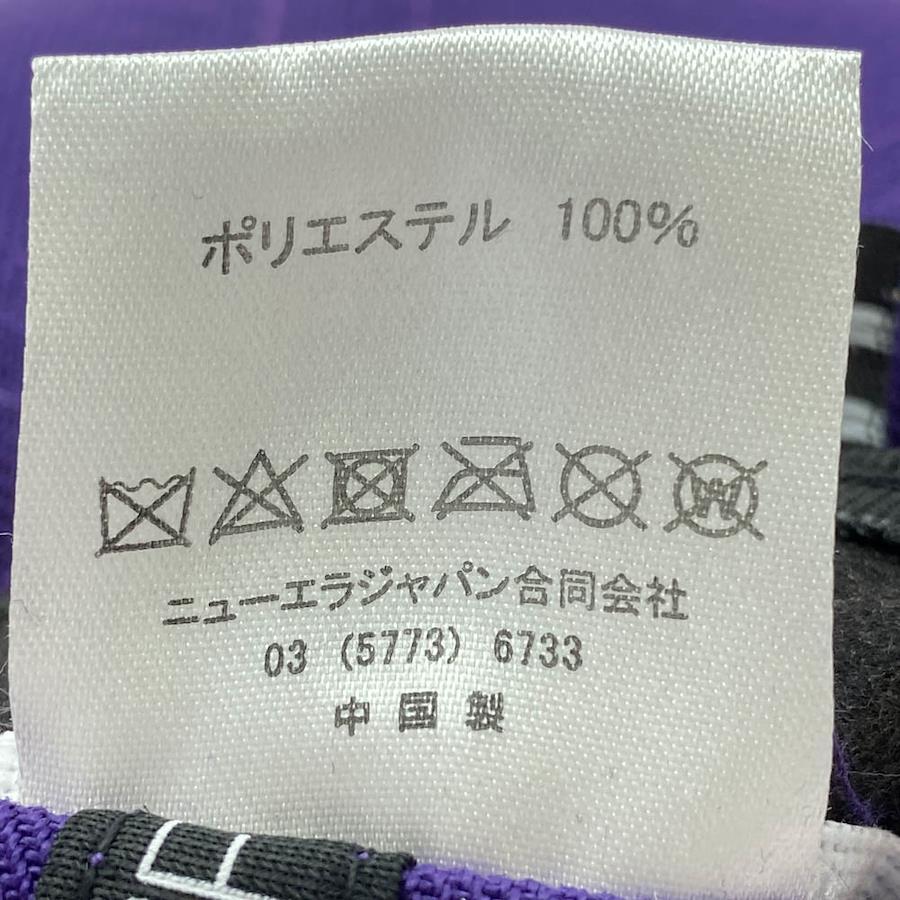 ポリエステル 100%
W
ニューエラジャパン合同会社
03 (5773) 6733
中国製